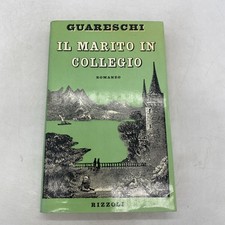 GUARESCHI
IL MARITO IN
COLLEGIO
ROMANZO
RIZZOLI